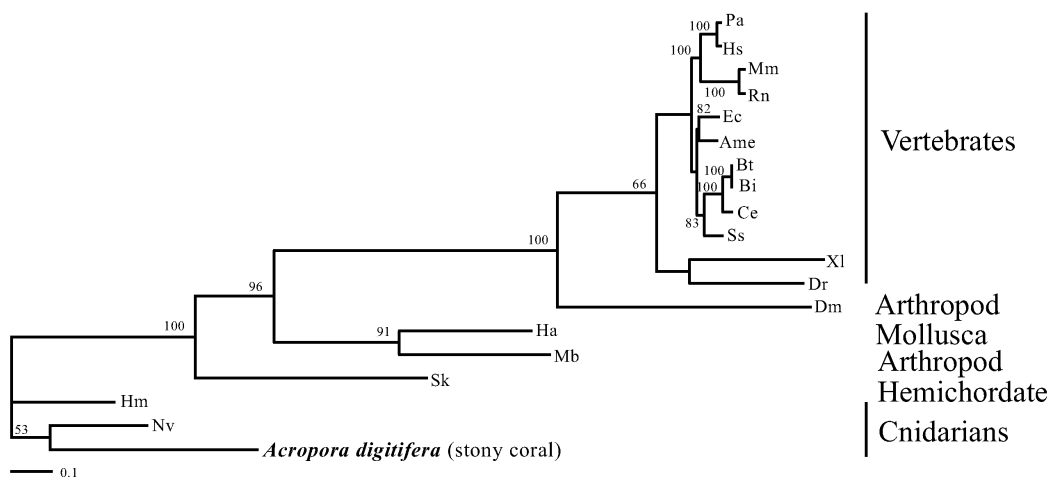 100
Pa
Hs
100
Mm
100
Rn
82
Ec
Ame
100
Bt
100
Bi
Ce
83
Ss
66
Xl
Dr
100
Dm
96
91
Ha
Mb
100
Sk
Hm
53
Nv
Acropora digitifera (stony coral)
0.1
Vertebrates
Arthropod
Mollusca
Arthropod
Hemichordate
Cnidarians